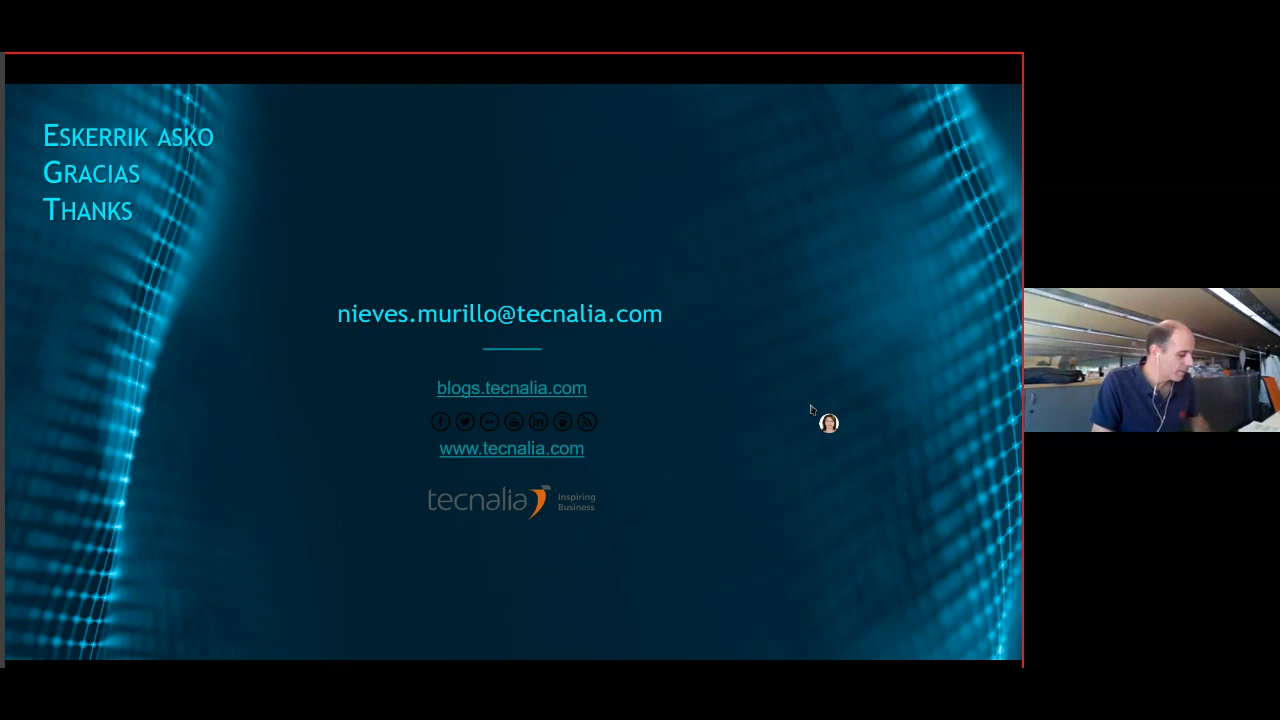 Eskerrik asko
Gracias
Thanks
nieves.murillo@tecnalia.com
blogs.tecnalia.com
www.tecnalia.com
tecnalia Inspiring
Business